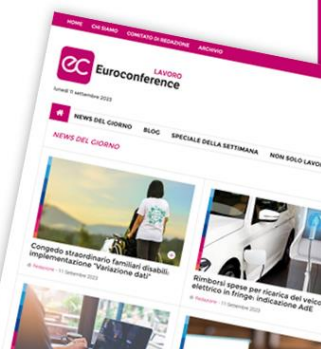 HOME CHI SIAMO COMITATO DI REDAZIONE ARCHIVIO
ec Euroconference
LAVORO
lunedì 11 settembre 2023
NEWS DEL GIORNO BLOG SPECIALE DELLA SETTIMANA NON SOLO LAVO
NEWS DEL GIORNO
Congedo straordinario familiari disabili:
implementazione "Variazione dati"
Redazione - 11 Settembre 2023
Rimborsi spese per ricarica del veico
elettrico in fringe: indicazione AdE
Redazione - 11 Settembre 2023